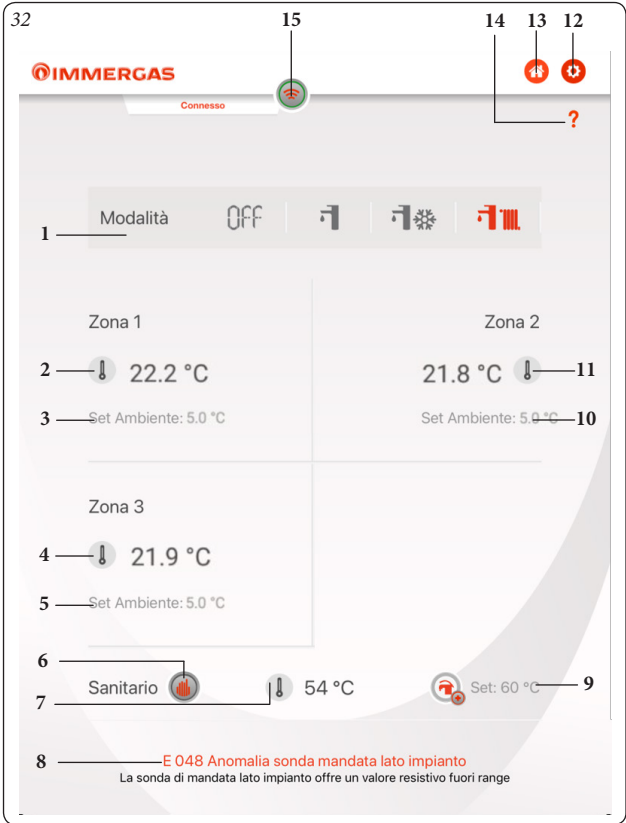 32
15
14
13
12
IMMERGAS
Connesso
?
1
Modalità OFF
Zona 1
Zona 2
2
22.2 °C
21.8 °C
11
3
Set Ambiente: 5.0 °C
Set Ambiente: 5.0 °C
10
Zona 3
4
21.9 °C
5
Set Ambiente: 5.0 °C
6
7
Sanitario
54 °C
Set: 60 °C
9
8
E 048 Anomalia sonda mandata lato impianto
La sonda di mandata lato impianto offre un valore resistivo fuori range